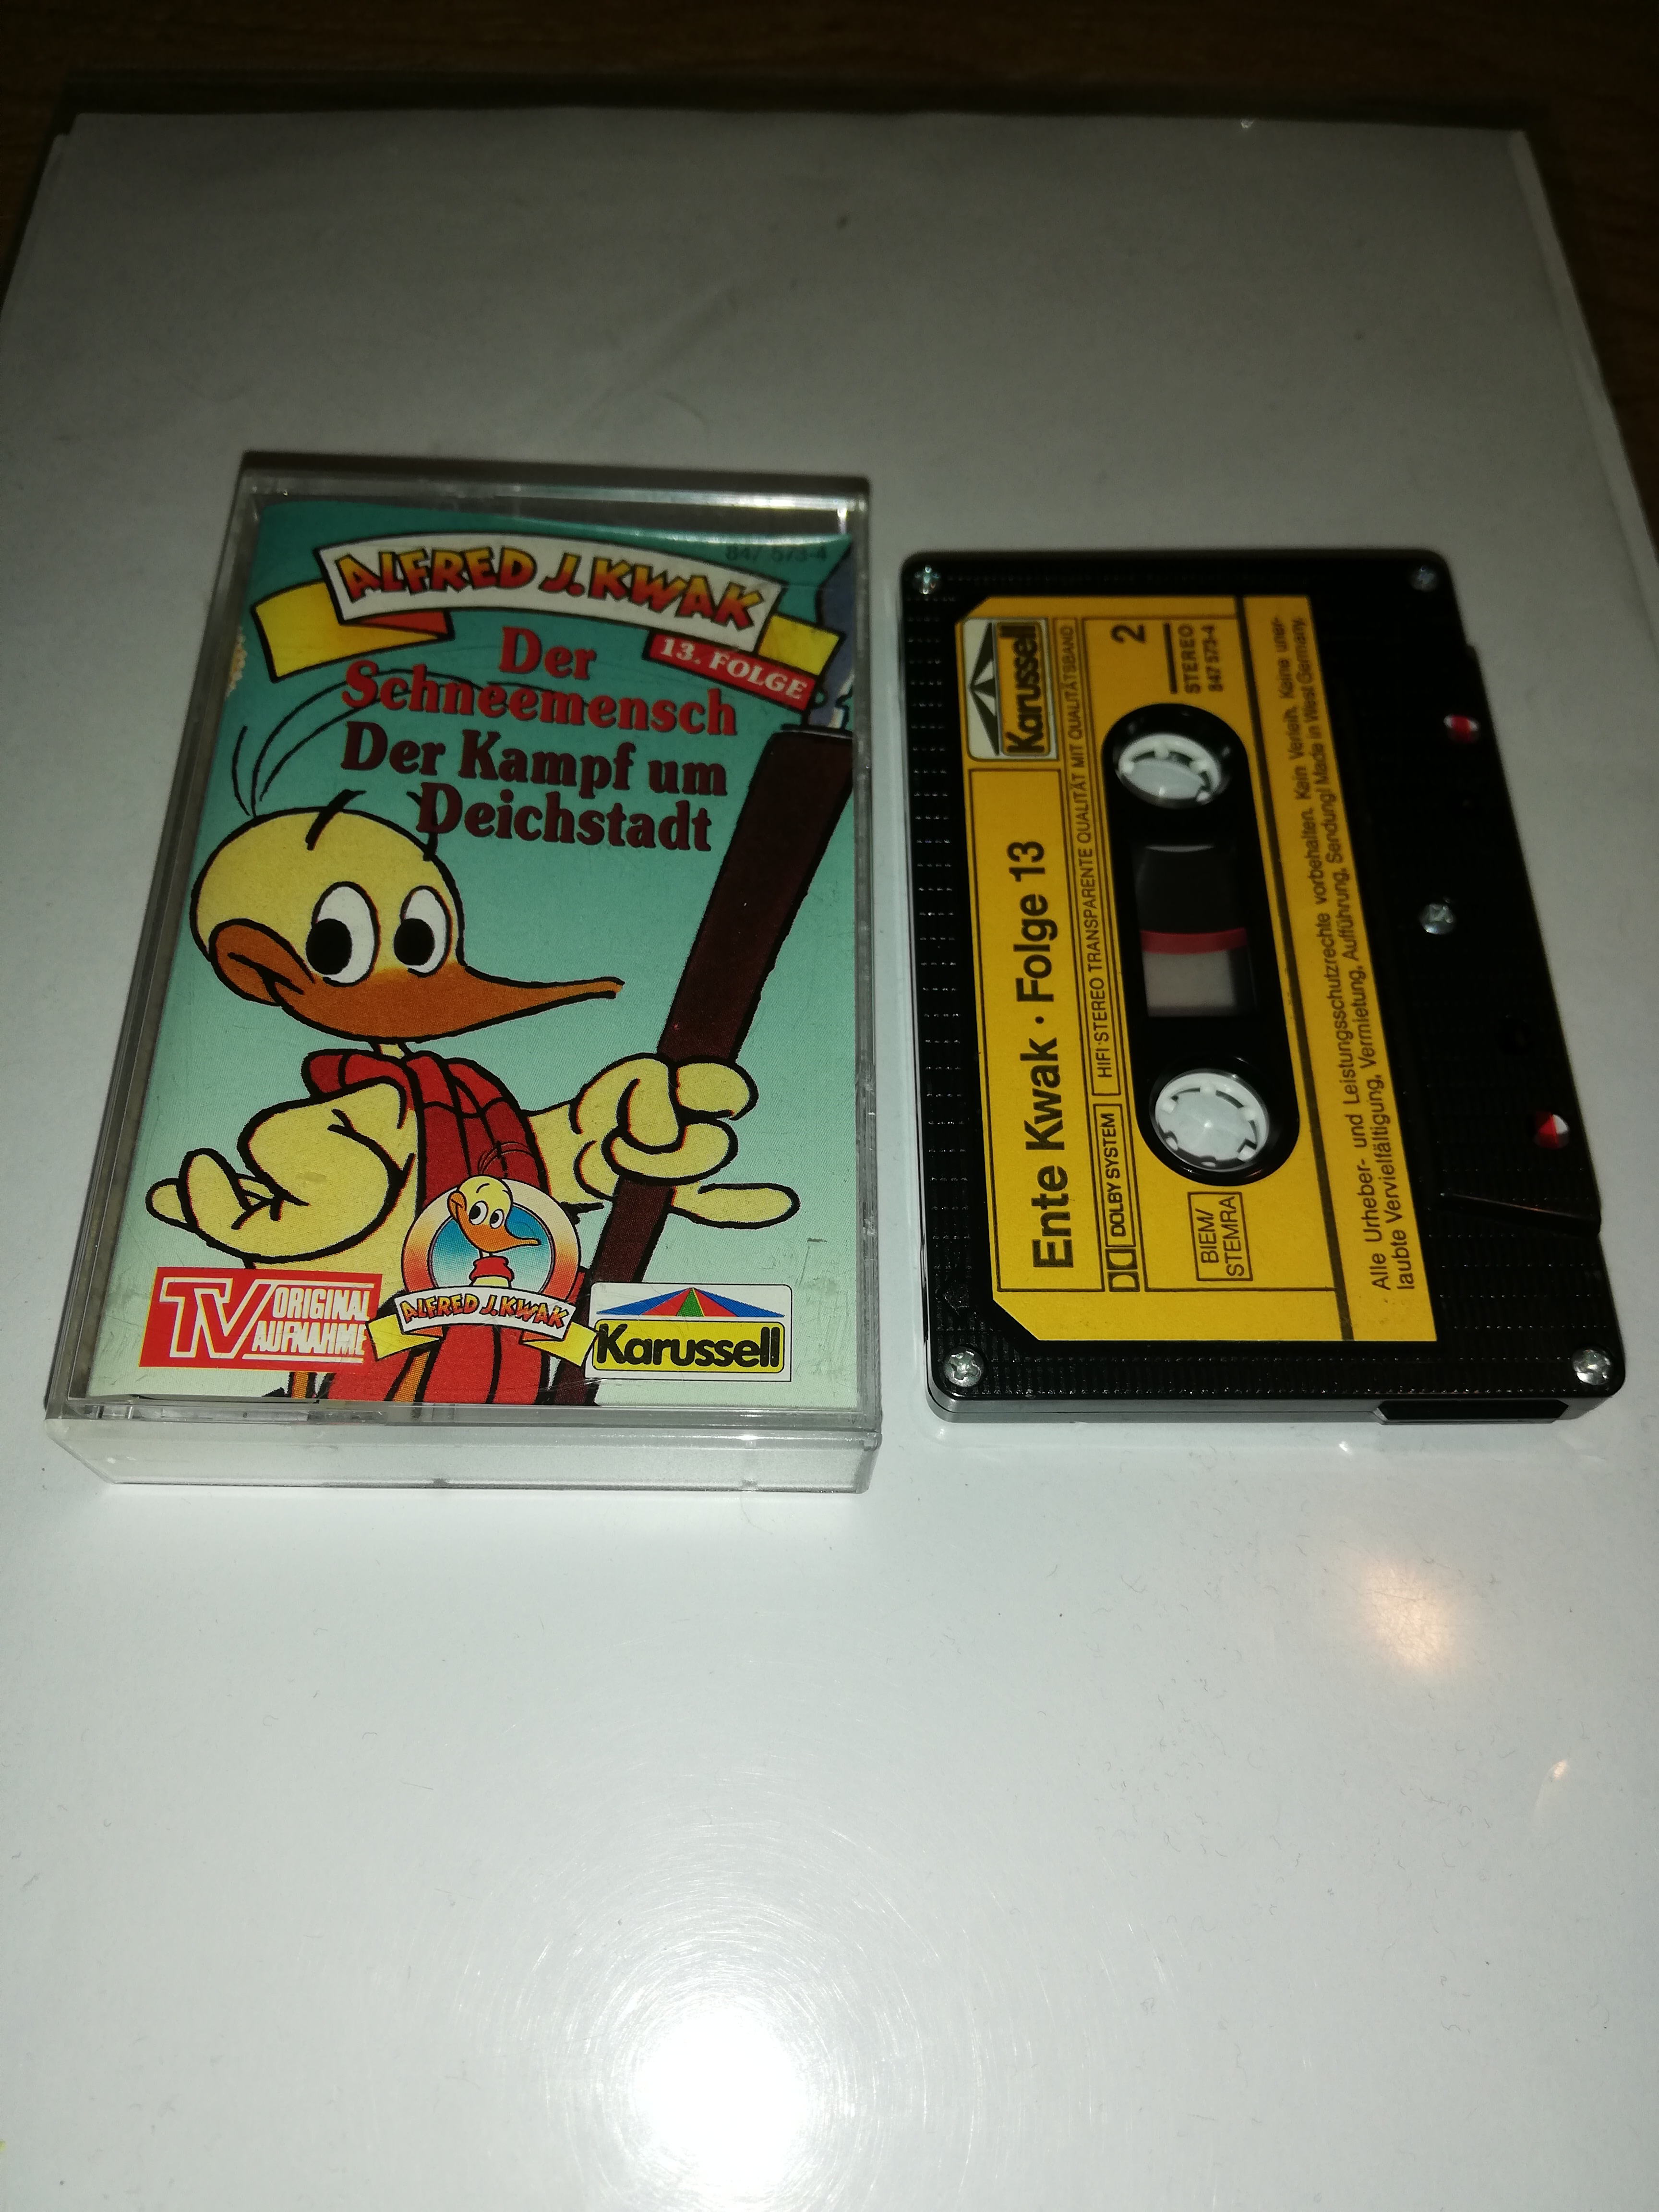 847 573-4
ALFRED J. KWAK
13. FOLGE
Der
Schneemensch
Der Kampf um
Deichstadt
TV ORIGINAL
AUFNAHME
ALFRED J. KWAK
Karussell
Karussell
Ente Kwak · Folge 13
DOLBY SYSTEM HIFI-STEREO TRANSPARENTE QUALITÄT MIT QUALITÄTSBAND
2
STEREO
847 573-4
BIEM/
STEMRA
Alle Urheber- und Leistungsschutzrechte vorbehalten. Kein Verleih. Keine uner-
laubte Vervielfältigung, Vermietung, Aufführung, Sendung! Made in West Germany.